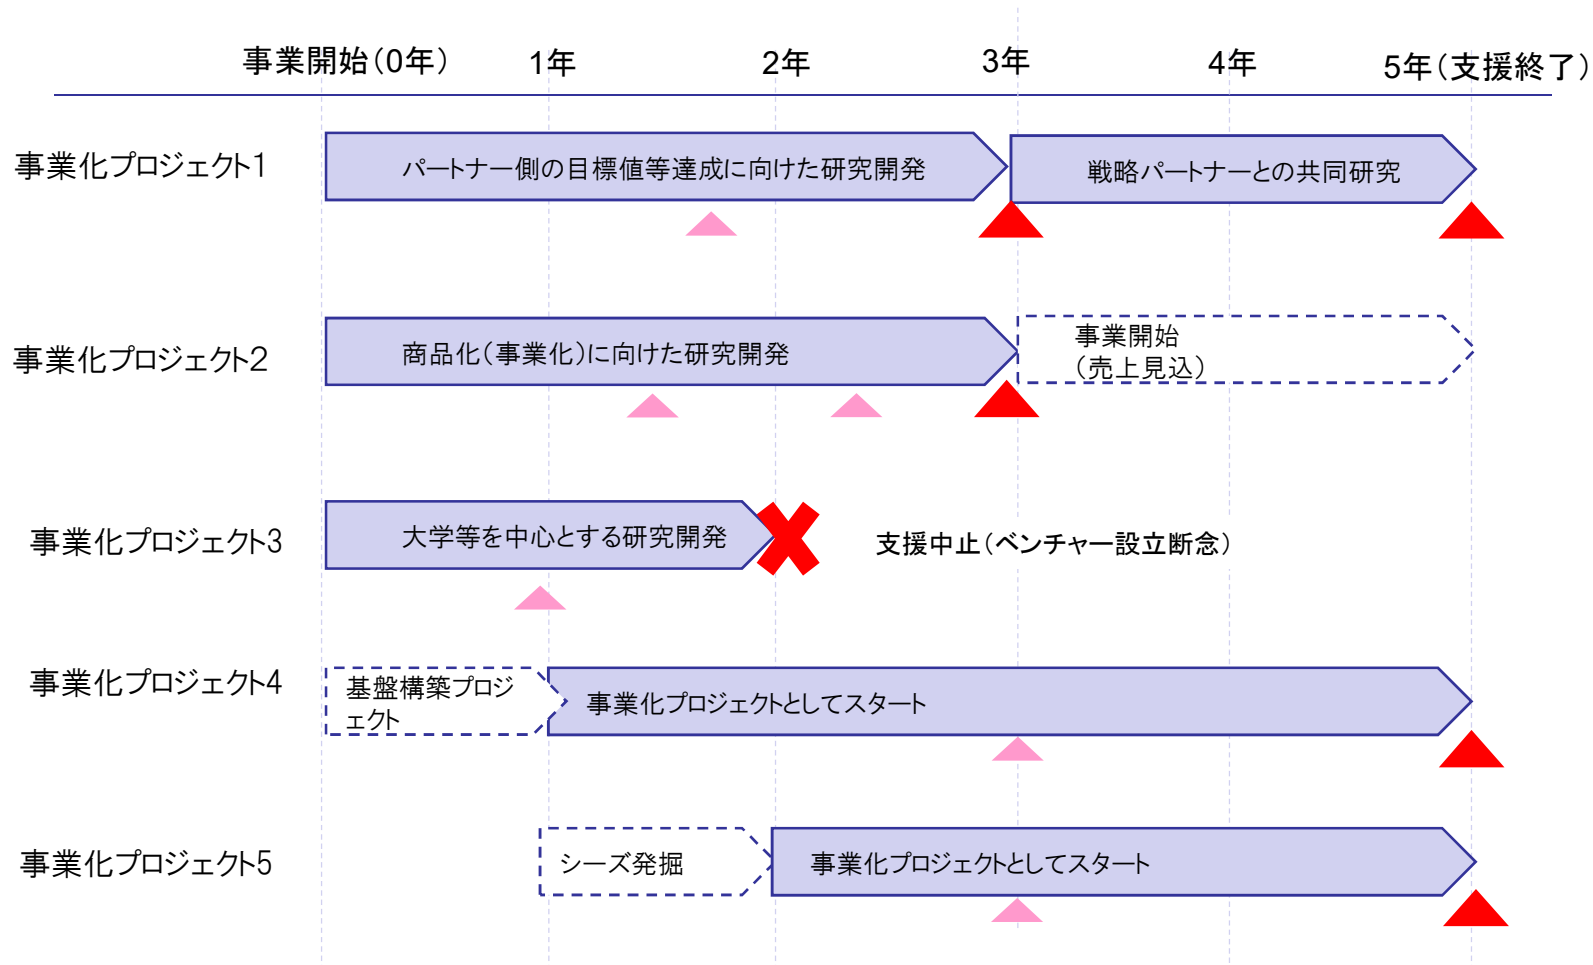 事業開始（0年）
1年
2年
3年
4年
5年（支援終了）
事業化プロジェクト1
パートナー側の目標値等達成に向けた研究開発
戦略パートナーとの共同研究
事業化プロジェクト2
商品化（事業化）に向けた研究開発
事業開始
（売上見込）
事業化プロジェクト3
大学等を中心とする研究開発
支援中止（ベンチャー設立断念）
事業化プロジェクト4
基盤構築プロジ
ェクト
事業化プロジェクトとしてスタート
事業化プロジェクト5
シーズ発掘
事業化プロジェクトとしてスタート